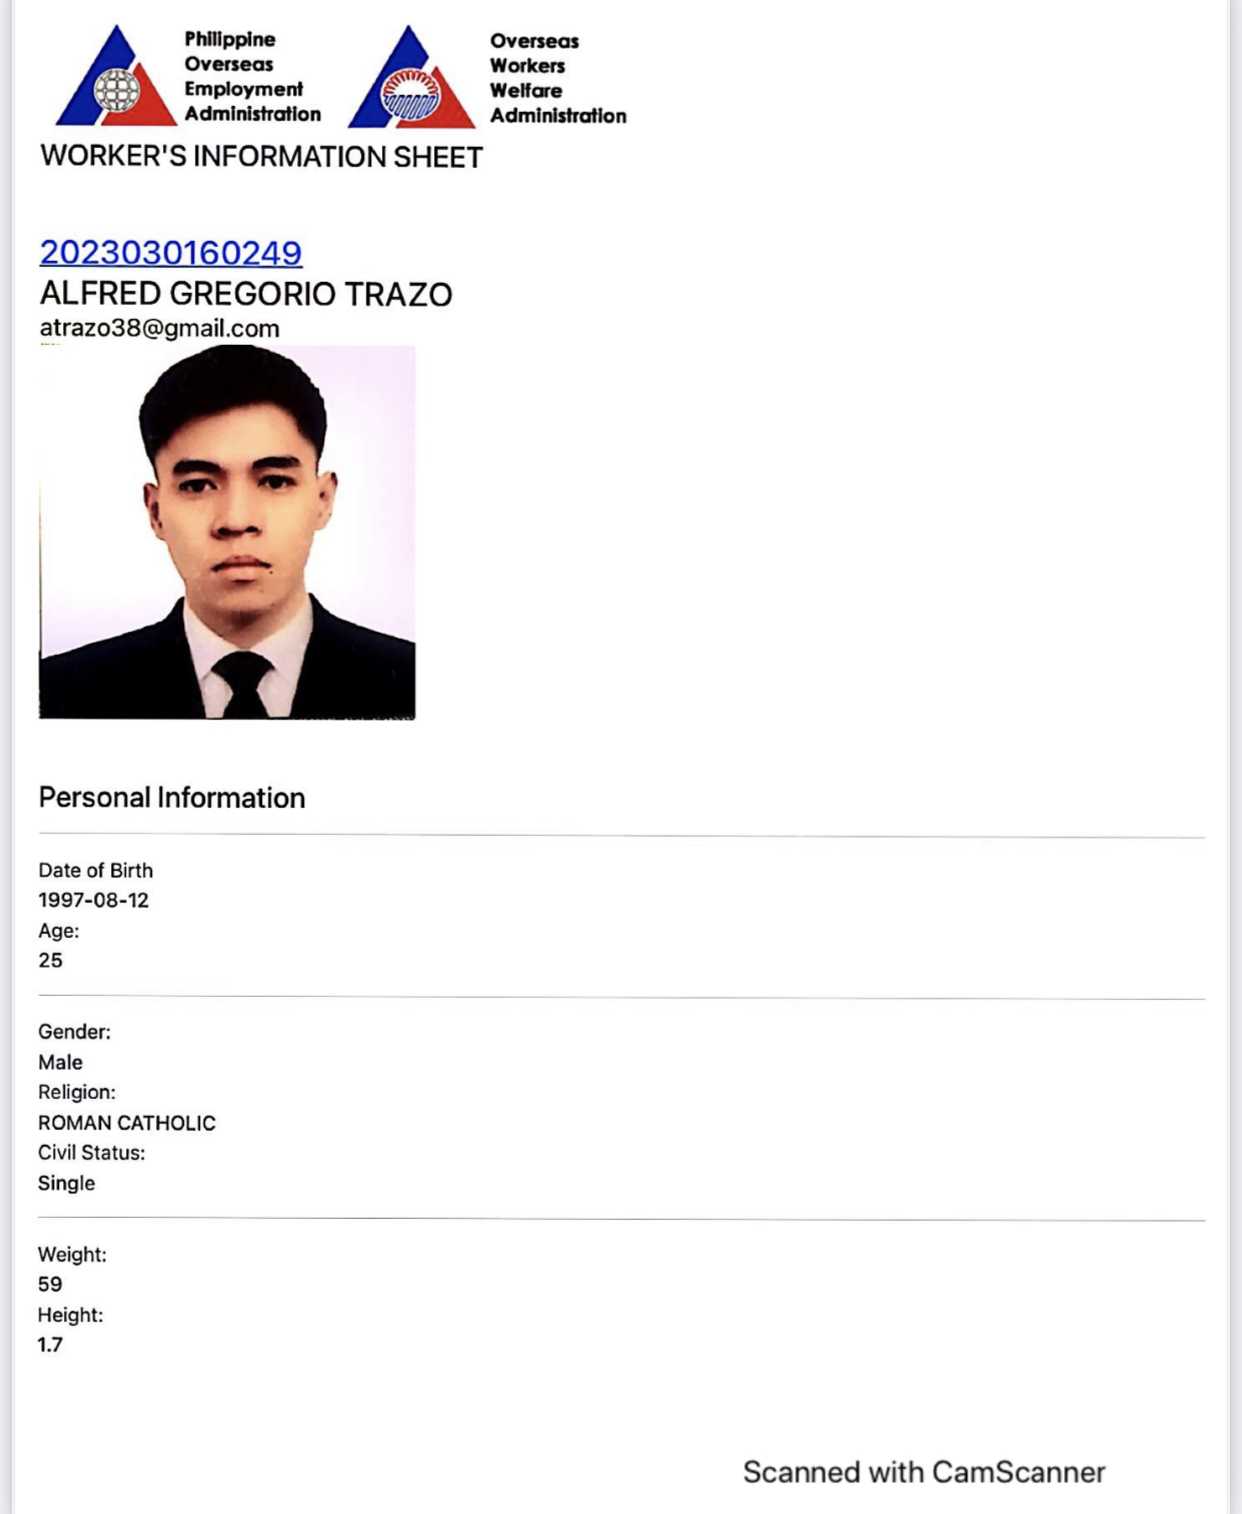 Philippine
Overseas
Employment
Administration
Overseas
Workers
Welfare
Administration
WORKER'S INFORMATION SHEET
2023030160249
ALFRED GREGORIO TRAZO
atrazo38@gmail.com
Personal Information
Date of Birth
1997-08-12
Age:
25
Gender:
Male
Religion:
ROMAN CATHOLIC
Civil Status:
Single
Weight:
59
Height:
1.7
Scanned with CamScanner